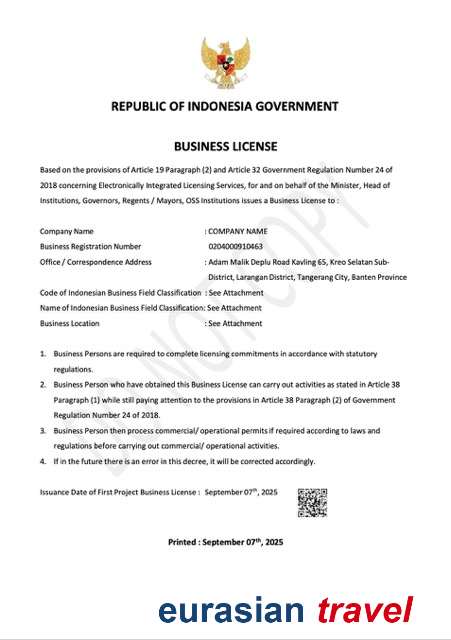 REPUBLIC OF INDONESIA GOVERNMENT
BUSINESS LICENSE
Based on the provisions of Article 19 Paragraph (2) and Article 32 Government Regulation Number 24 of
2018 concerning Electronically Integrated Licensing Services, for and on behalf of the Minister, Head of
Institutions, Governors, Regents / Mayors, OSS Institutions issues a Business License to :
Company Name : COMPANY NAME
Business Registration Number 0204000910463
Office / Correspondence Address : Adam Malik Deplu Road Kavling 65, Kreo Selatan Sub-
District, Larangan District, Tangerang City, Banten Province
Code of Indonesian Business Field Classification : See Attachment
Name of Indonesian Business Field Classification: See Attachment
Business Location : See Attachment
1. Business Persons are required to complete licensing commitments in accordance with statutory
regulations.
2. Business Person who have obtained this Business License can carry out activities as stated in Article 38
Paragraph (1) while still paying attention to the provisions in Article 38 Paragraph (2) of Government
Regulation Number 24 of 2018.
3. Business Person then process commercial/ operational permits if required according to laws and
regulations before carrying out commercial/ operational activities.
4. If in the future there is an error in this decree, it will be corrected accordingly.
Issuance Date of First Project Business License : September 07th, 2025
Printed : September 07th, 2025
DO NOT COPY
eurasian travel